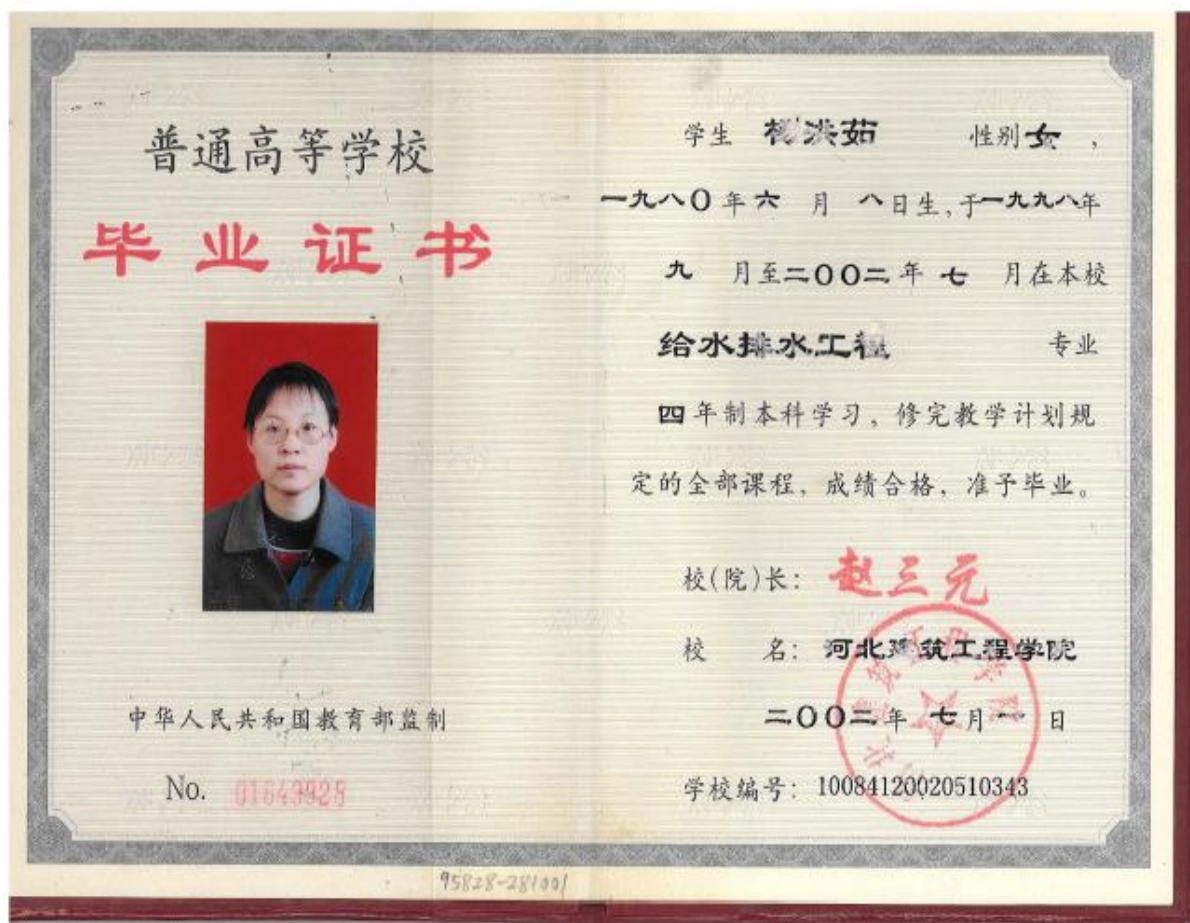 普通高等学校
毕业证书
中华人民共和国教育部监制
No. 01643928
学生 杨洪茹 性别女,
一九八〇年六月八日生,于一九九八年
九月至二〇〇二年七月在本校
给水排水工程 专业
四年制本科学习,修完教学计划规
定的全部课程,成绩合格,准予毕业。
校(院)长: 赵三元
校 名: 河北建筑工程学院
二〇〇二年七月一日
学校编号: 10084120020510343
95828-281001